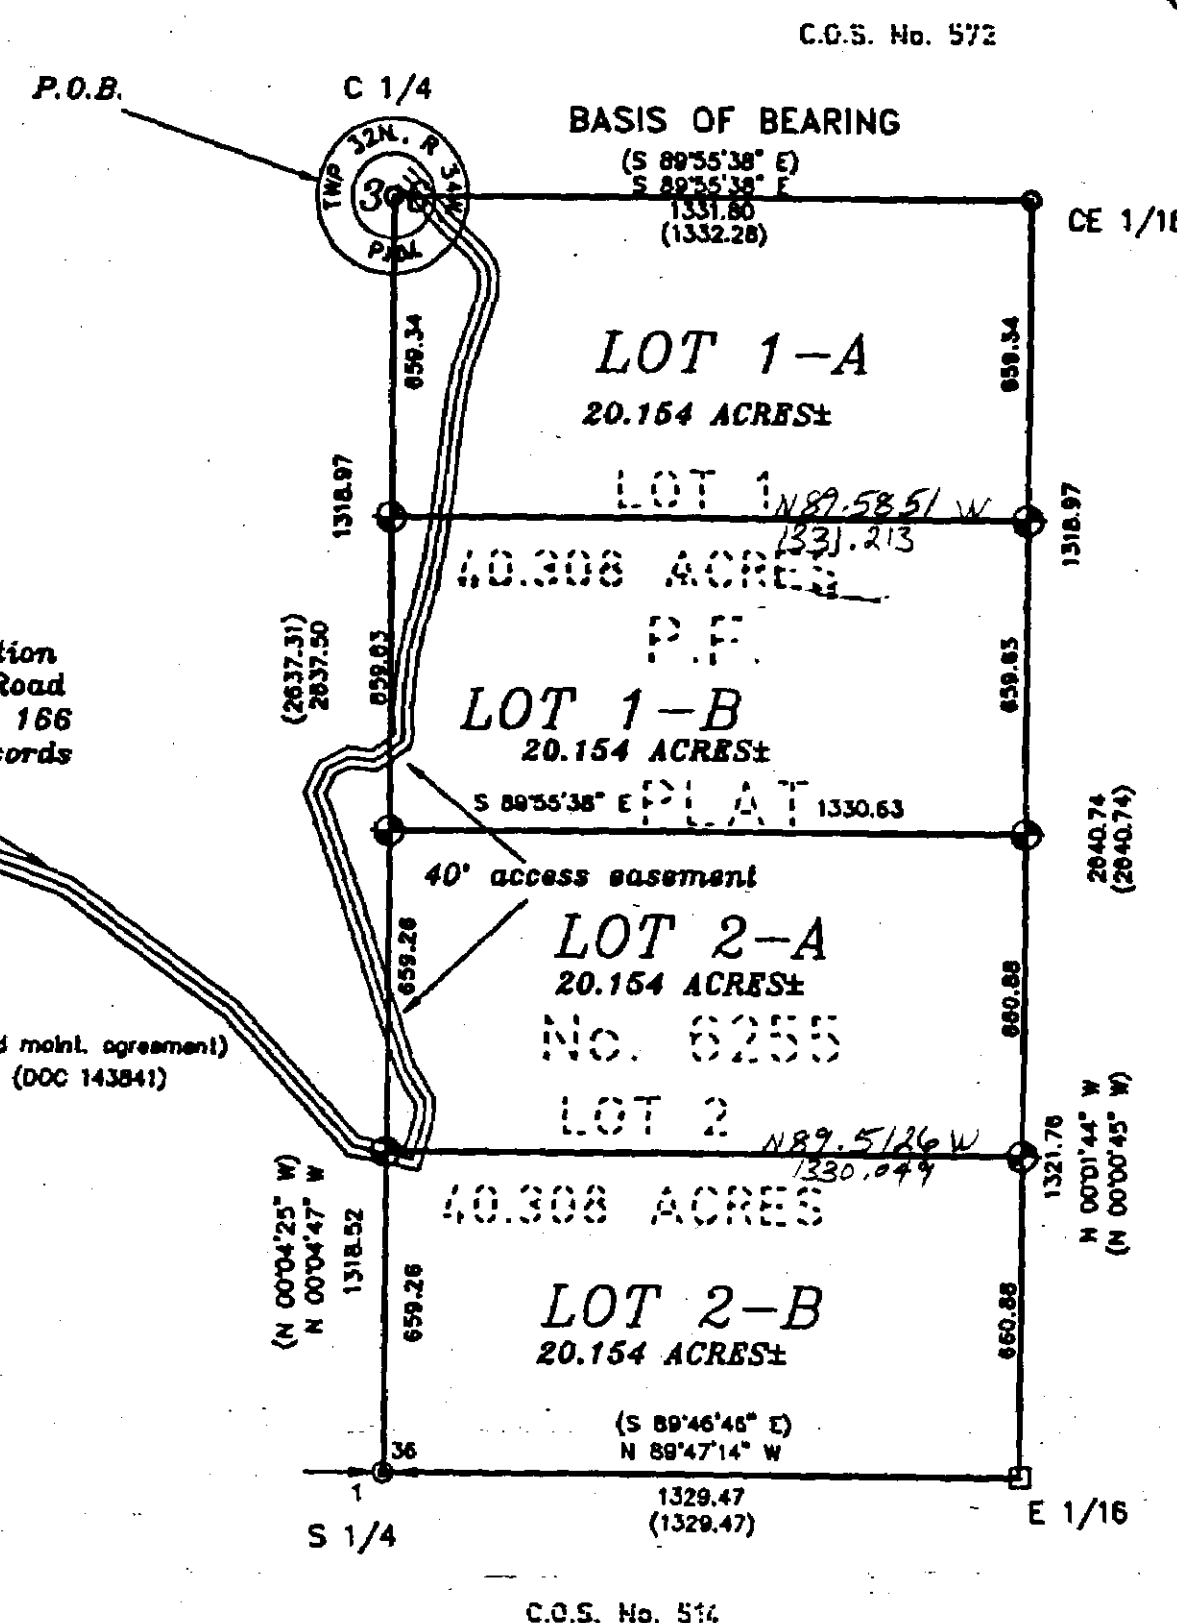 C.O.S. No. 572
P.O.B.
C 1/4
BASIS OF BEARING
(S 89°55'38" E)
S 89°55'38" E
1331.80
(1332.28)
TWP 32N. R 34W
36
P.M.M.
CE 1/16
659.34
659.34
LOT 1-A
20.154 ACRES±
LOT 1
N89.5851 W
1331.213
1318.97
1318.97
40.308 ACRES
P.F.
(2637.31)
2637.50
659.63
659.63
tion
Road
166
cords
LOT 1-B
20.154 ACRES±
S 89°55'38" E
PLAT
1330.63
2640.74
(2640.74)
40' access easement
LOT 2-A
20.154 ACRES±
659.26
660.88
No. 6255
d maint. agreement)
(DOC 143841)
LOT 2
N89.5126 W
1330.049
1321.76
N 00°01'44" W
(N 00°00'45" W)
40.308 ACRES
(N 00°04'25" W)
N 00°04'47" W
1318.52
659.26
660.88
LOT 2-B
20.154 ACRES±
(S 89°46'46" E)
N 89°47'14" W
36
1
1329.47
(1329.47)
S 1/4
E 1/16
C.O.S. No. 514